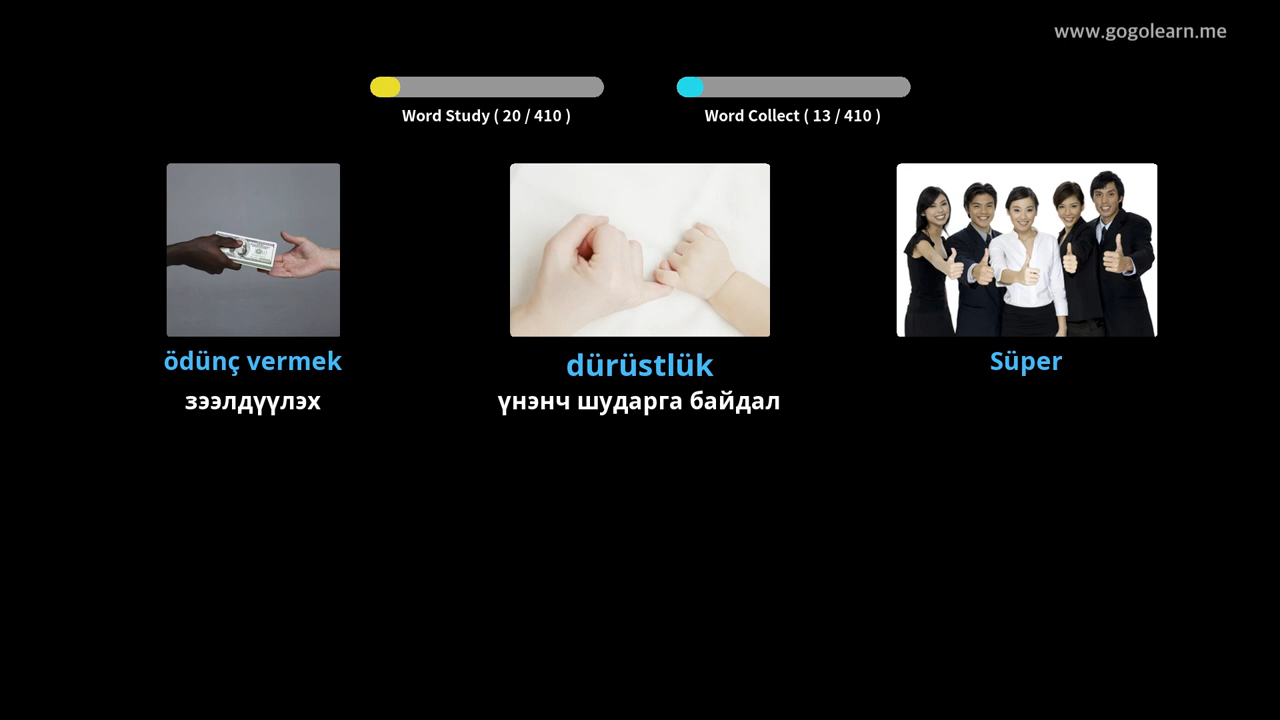 www.gogolearn.me
Word Study ( 20 / 410 )
Word Collect ( 13 / 410 )
ödünç vermek
зээлдүүлэх
dürüstlük
үнэнч шударга байдал
Süper